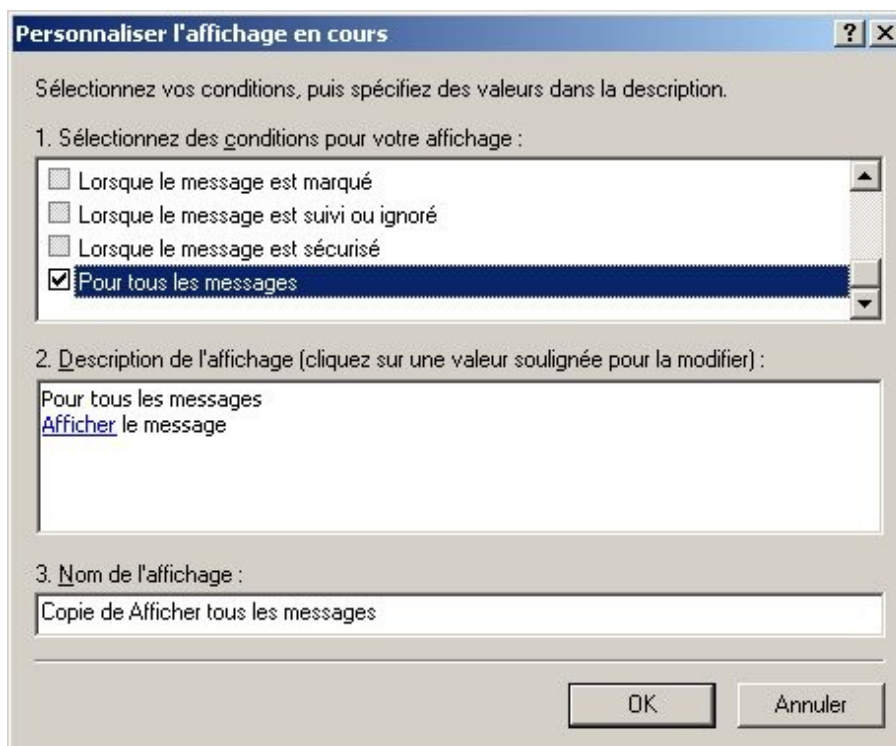 Personnaliser l'affichage en cours
Sélectionnez vos conditions, puis spécifiez des valeurs dans la description.
1. Sélectionnez des conditions pour votre affichage :
Lorsque le message est marqué
Lorsque le message est suivi ou ignoré
Lorsque le message est sécurisé
Pour tous les messages
2. Description de l'affichage (cliquez sur une valeur soulignée pour la modifier) :
Pour tous les messages
Afficher le message
3. Nom de l'affichage :
Copie de Afficher tous les messages
OK Annuler